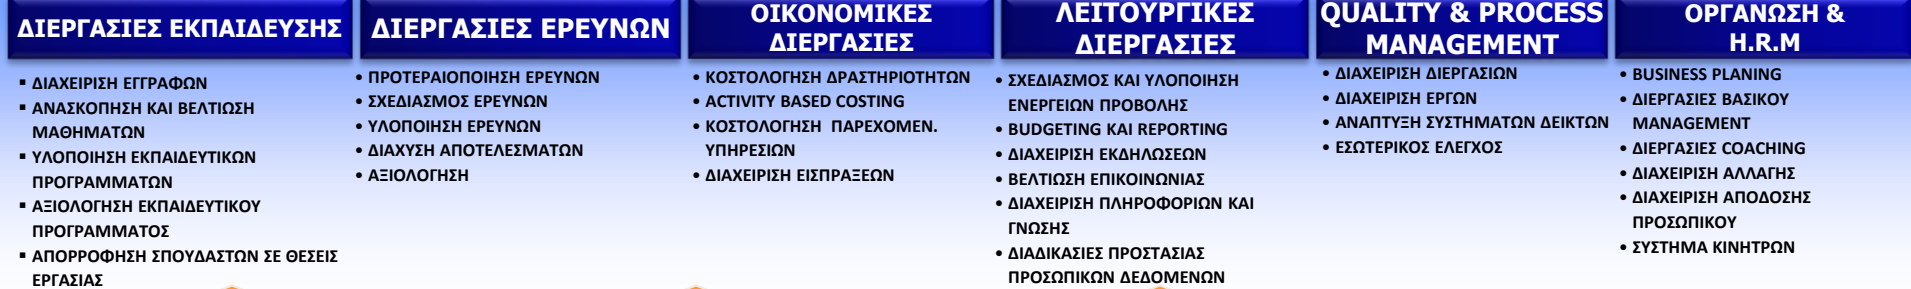 ΔΙΕΡΓΑΣΙΕΣ ΕΚΠΑΙΔΕΥΣΗΣ
▪ ΔΙΑΧΕΙΡΙΣΗ ΕΓΓΡΑΦΩΝ
▪ ΑΝΑΣΚΟΠΗΣΗ ΚΑΙ ΒΕΛΤΙΩΣΗ
ΜΑΘΗΜΑΤΩΝ
▪ ΥΛΟΠΟΙΗΣΗ ΕΚΠΑΙΔΕΥΤΙΚΩΝ
ΠΡΟΓΡΑΜΜΑΤΩΝ
▪ ΑΞΙΟΛΟΓΗΣΗ ΕΚΠΑΙΔΕΥΤΙΚΟΥ
ΠΡΟΓΡΑΜΜΑΤΟΣ
▪ ΑΠΟΡΡΟΦΗΣΗ ΣΠΟΥΔΑΣΤΩΝ ΣΕ ΘΕΣΕΙΣ
ΕΡΓΑΣΙΑΣ
ΔΙΕΡΓΑΣΙΕΣ ΕΡΕΥΝΩΝ
• ΠΡΟΤΕΡΑΙΟΠΟΙΗΣΗ ΕΡΕΥΝΩΝ
• ΣΧΕΔΙΑΣΜΟΣ ΕΡΕΥΝΩΝ
• ΥΛΟΠΟΙΗΣΗ ΕΡΕΥΝΩΝ
• ΔΙΑΧΥΣΗ ΑΠΟΤΕΛΕΣΜΑΤΩΝ
• ΑΞΙΟΛΟΓΗΣΗ
ΟΙΚΟΝΟΜΙΚΕΣ
ΔΙΕΡΓΑΣΙΕΣ
• ΚΟΣΤΟΛΟΓΗΣΗ ΔΡΑΣΤΗΡΙΟΤΗΤΩΝ
• ACTIVITY BASED COSTING
• ΚΟΣΤΟΛΟΓΗΣΗ ΠΑΡΕΧΟΜΕΝ.
ΥΠΗΡΕΣΙΩΝ
• ΔΙΑΧΕΙΡΙΣΗ ΕΙΣΠΡΑΞΕΩΝ
ΛΕΙΤΟΥΡΓΙΚΕΣ
ΔΙΕΡΓΑΣΙΕΣ
• ΣΧΕΔΙΑΣΜΟΣ ΚΑΙ ΥΛΟΠΟΙΗΣΗ
ΕΝΕΡΓΕΙΩΝ ΠΡΟΒΟΛΗΣ
• BUDGETING ΚΑΙ REPORTING
• ΔΙΑΧΕΙΡΙΣΗ ΕΚΔΗΛΩΣΕΩΝ
• ΒΕΛΤΙΩΣΗ ΕΠΙΚΟΙΝΩΝΙΑΣ
• ΔΙΑΧΕΙΡΙΣΗ ΠΛΗΡΟΦΟΡΙΩΝ ΚΑΙ
ΓΝΩΣΗΣ
• ΔΙΑΔΙΚΑΣΙΕΣ ΠΡΟΣΤΑΣΙΑΣ
ΠΡΟΣΩΠΙΚΩΝ ΔΕΔΟΜΕΝΩΝ
QUALITY & PROCESS
MANAGEMENT
• ΔΙΑΧΕΙΡΙΣΗ ΔΙΕΡΓΑΣΙΩΝ
• ΔΙΑΧΕΙΡΙΣΗ ΕΡΓΩΝ
• ΑΝΑΠΤΥΞΗ ΣΥΣΤΗΜΑΤΩΝ ΔΕΙΚΤΩΝ
• ΕΣΩΤΕΡΙΚΟΣ ΕΛΕΓΧΟΣ
ΟΡΓΑΝΩΣΗ &
H.R.M
• BUSINESS PLANING
• ΔΙΕΡΓΑΣΙΕΣ ΒΑΣΙΚΟΥ
MANAGEMENT
• ΔΙΕΡΓΑΣΙΕΣ COACHING
• ΔΙΑΧΕΙΡΙΣΗ ΑΛΛΑΓΗΣ
• ΔΙΑΧΕΙΡΙΣΗ ΑΠΟΔΟΣΗΣ
ΠΡΟΣΩΠΙΚΟΥ
• ΣΥΣΤΗΜΑ ΚΙΝΗΤΡΩΝ